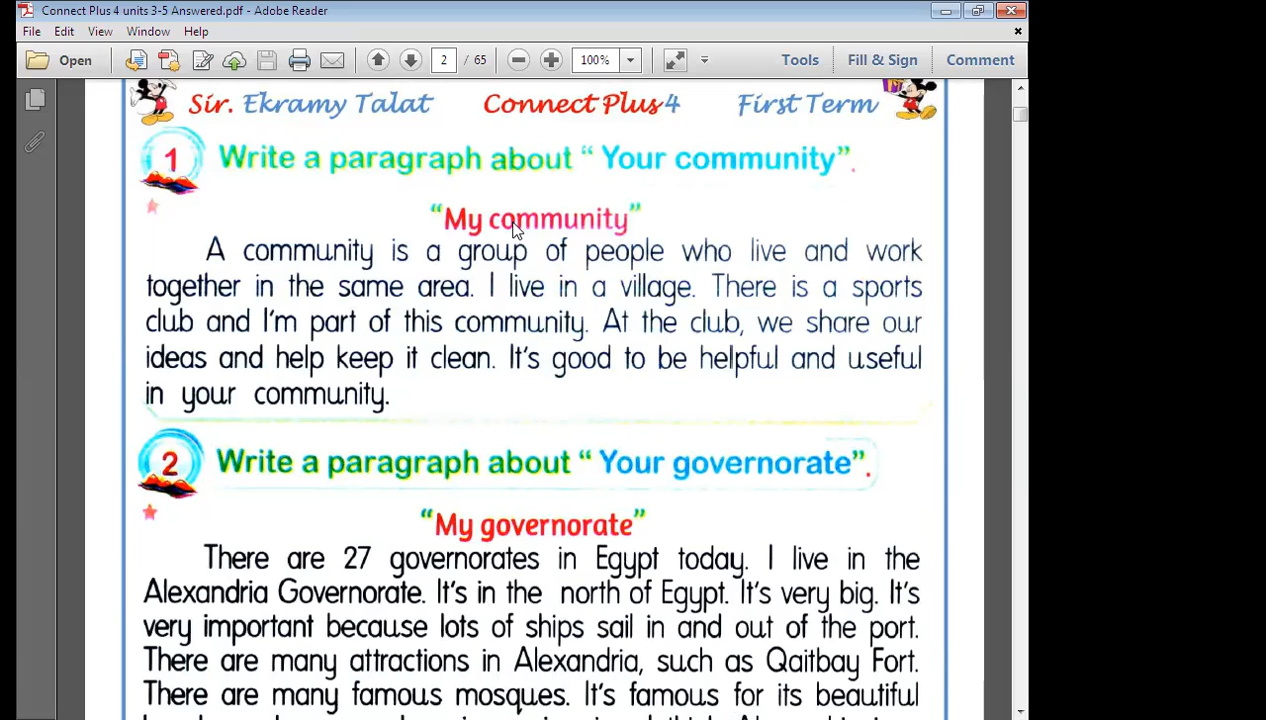 Connect Plus 4 units 3-5 Answered.pdf - Adobe Reader
File Edit View Window Help
Open 2 / 65 100% Tools Fill & Sign Comment
Sir. Ekramy Talat Connect Plus 4 First Term
1 Write a paragraph about “ Your community”.
“My community”
A community is a group of people who live and work
together in the same area. I live in a village. There is a sports
club and I'm part of this community. At the club, we share our
ideas and help keep it clean. It's good to be helpful and useful
in your community.
2 Write a paragraph about “ Your governorate”.
“My governorate”
There are 27 governorates in Egypt today. I live in the
Alexandria Governorate. It's in the north of Egypt. It's very big. It's
very important because lots of ships sail in and out of the port.
There are many attractions in Alexandria, such as Qaitbay Fort.
There are many famous mosques. It's famous for its beautiful